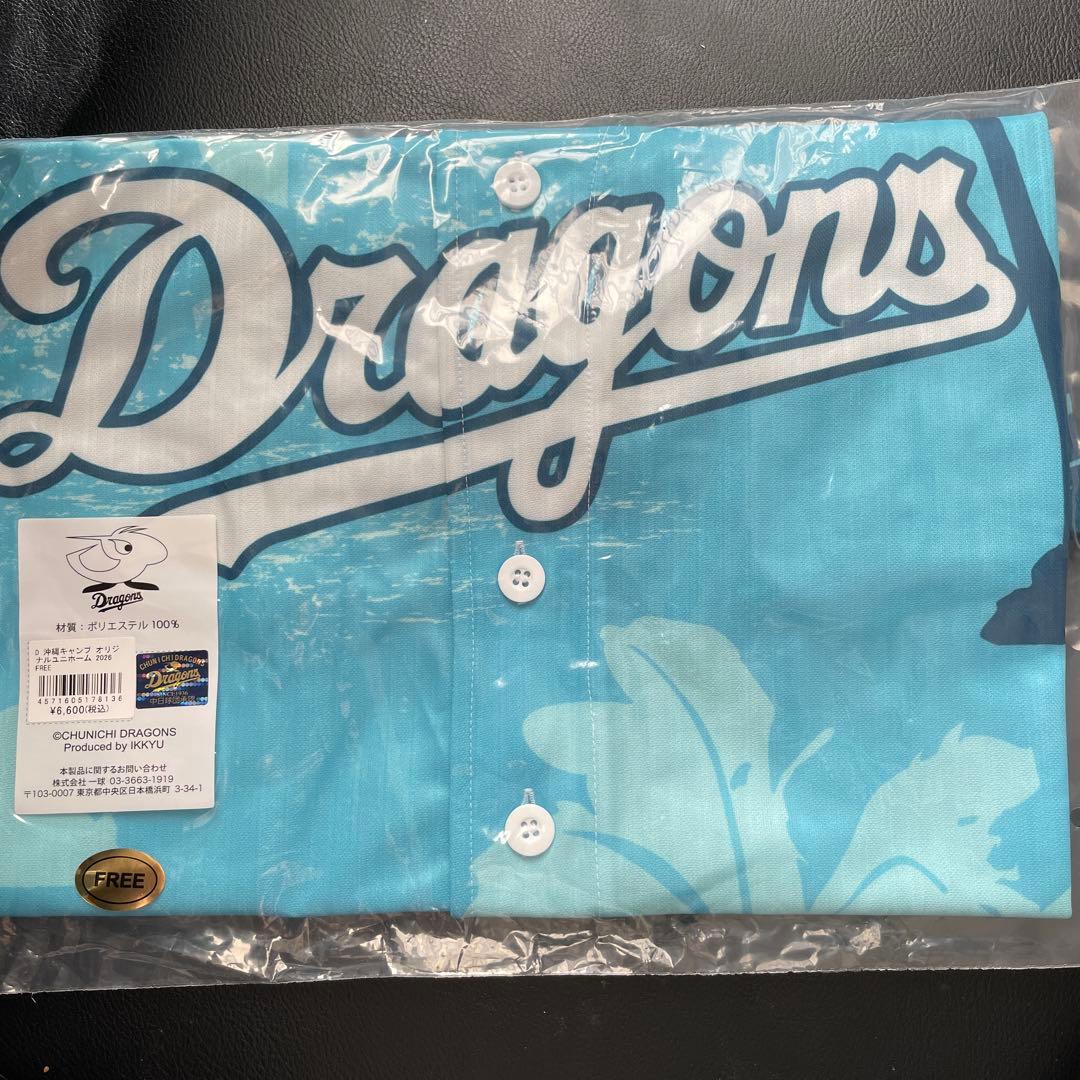 Dragons
Dragons
材質：ポリエステル 100%
D 沖縄キャンプ オリジ
ナルユニホーム 2026
FREE
4571605178136
¥6,600(税込)
CHUNICHI DRAGONS
Dragons
SINCE 1936
中日球団承認
©CHUNICHI DRAGONS
Produced by IKKYU
本製品に関するお問い合わせ
株式会社 一球 03-3663-1919
〒103-0007 東京都中央区日本橋浜町 3-34-1
FREE